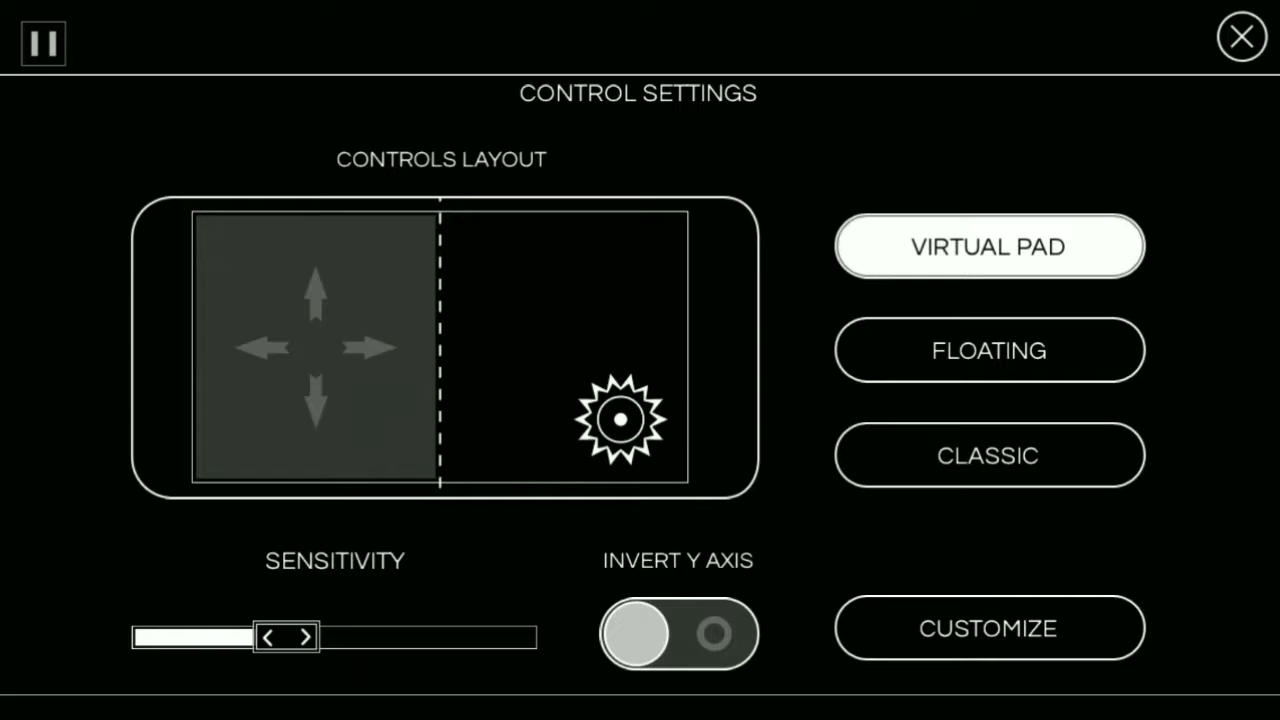 CONTROL SETTINGS
CONTROLS LAYOUT
VIRTUAL PAD
FLOATING
CLASSIC
SENSITIVITY
INVERT Y AXIS
CUSTOMIZE